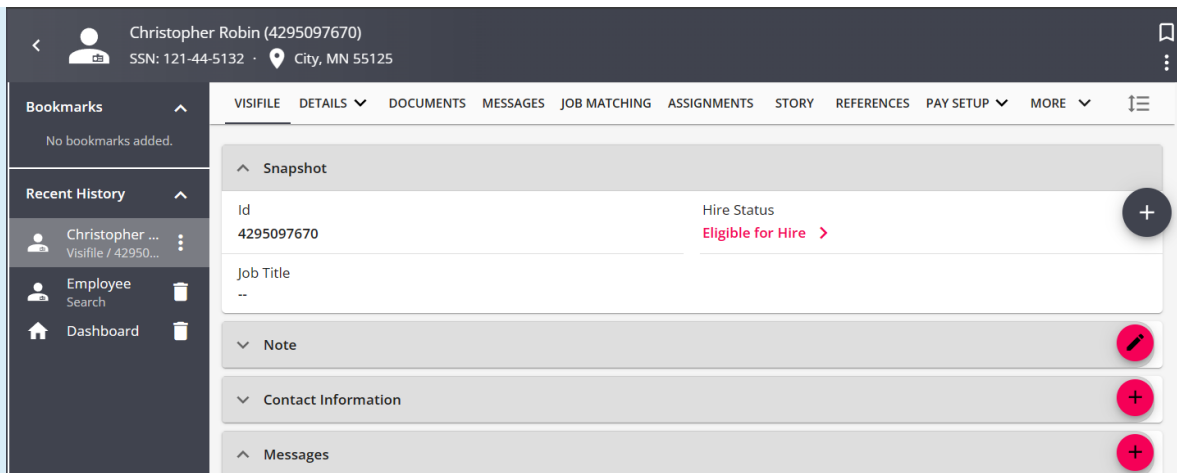 Christopher Robin (4295097670)
SSN: 121-44-5132 · City, MN 55125
Bookmarks
No bookmarks added.
Recent History
Christopher ...
Visifile / 42950...
Employee
Search
Dashboard
VISIFILE DETAILS DOCUMENTS MESSAGES JOB MATCHING ASSIGNMENTS STORY REFERENCES PAY SETUP MORE
Snapshot
Id
4295097670
Hire Status
Eligible for Hire
Job Title
--
Note
Contact Information
Messages